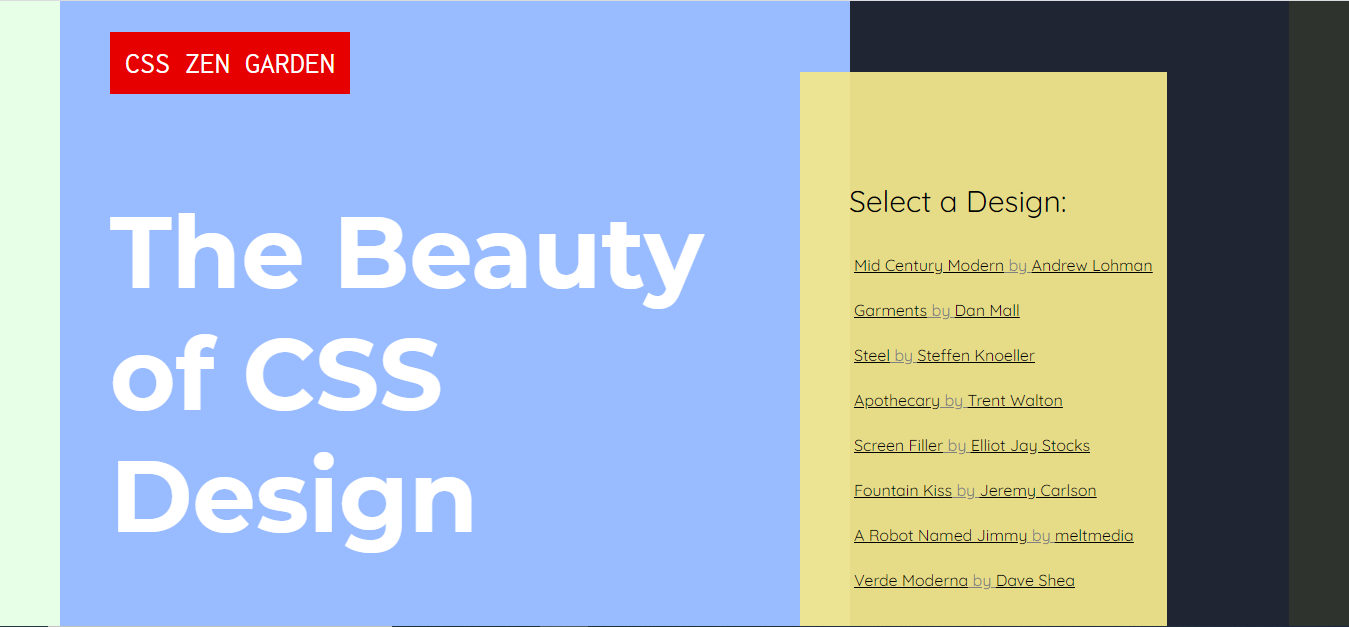 CSS ZEN GARDEN
The Beauty
of CSS
Design
Select a Design:
Mid Century Modern by Andrew Lohman
Garments by Dan Mall
Steel by Steffen Knoeller
Apothecary by Trent Walton
Screen Filler by Elliot Jay Stocks
Fountain Kiss by Jeremy Carlson
A Robot Named Jimmy by meltmedia
Verde Moderna by Dave Shea